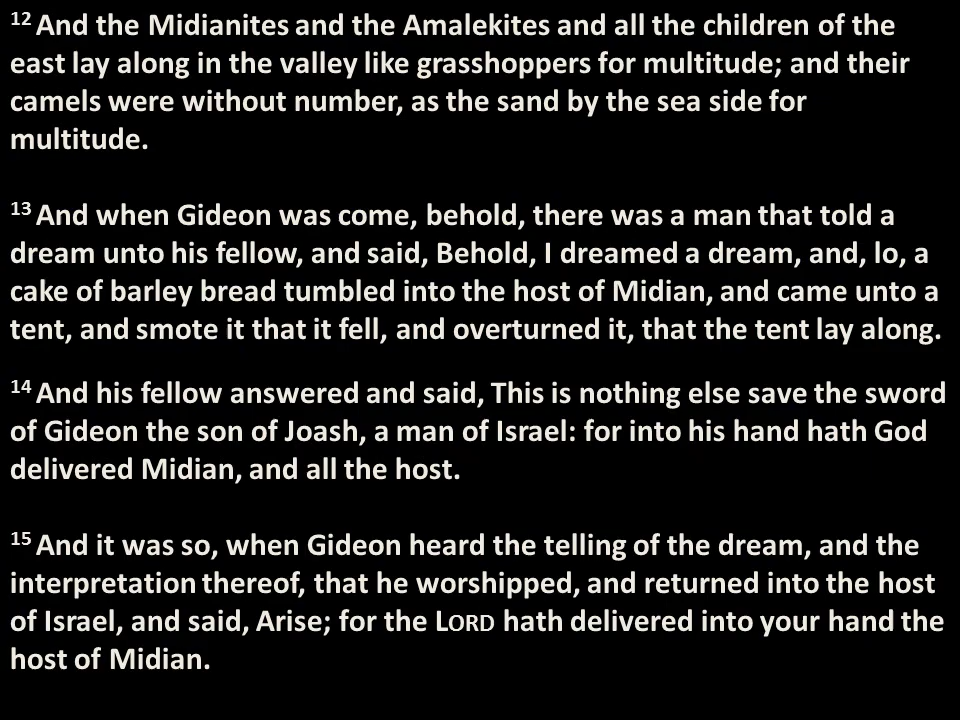 12 And the Midianites and the Amalekites and all the children of the
east lay along in the valley like grasshoppers for multitude; and their
camels were without number, as the sand by the sea side for
multitude.
13 And when Gideon was come, behold, there was a man that told a
dream unto his fellow, and said, Behold, I dreamed a dream, and, lo, a
cake of barley bread tumbled into the host of Midian, and came unto a
tent, and smote it that it fell, and overturned it, that the tent lay along.
14 And his fellow answered and said, This is nothing else save the sword
of Gideon the son of Joash, a man of Israel: for into his hand hath God
delivered Midian, and all the host.
15 And it was so, when Gideon heard the telling of the dream, and the
interpretation thereof, that he worshipped, and returned into the host
of Israel, and said, Arise; for the LORD hath delivered into your hand the
host of Midian.